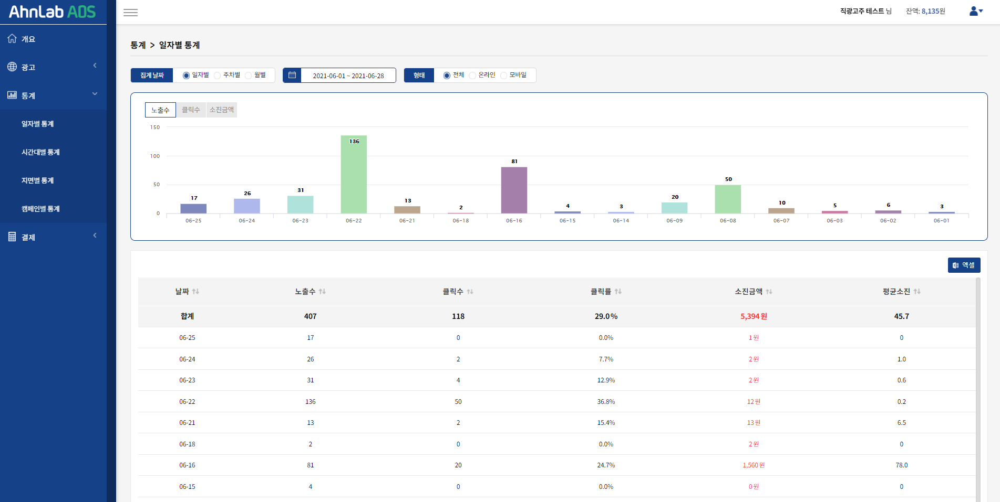 AhnLab AOS
직광고주 테스트 님 잔액: 8,135원
개요
광고
통계
일자별 통계
시간대별 통계
지면별 통계
캠페인별 통계
결제
통계 > 일자별 통계
집계 날짜 일자별 주차별 월별 2021-06-01 ~ 2021-06-28 형태 전체 온라인 모바일
노출수 클릭수 소진금액
150
100
50
0
17 26 31 136 13 2 81 4 3 20 50 10 5 6 3
06-25 06-24 06-23 06-22 06-21 06-18 06-16 06-15 06-14 06-09 06-08 06-07 06-03 06-02 06-01
엑셀
날짜 노출수 클릭수 클릭률 소진금액 평균소진
합계 407 118 29.0% 5,394원 45.7
06-25 17 0 0.0% 1원 0
06-24 26 2 7.7% 2원 1.0
06-23 31 4 12.9% 2원 0.6
06-22 136 50 36.8% 12원 0.2
06-21 13 2 15.4% 13원 6.5
06-18 2 0 0.0% 2원 0
06-16 81 20 24.7% 1,560원 78.0
06-15 4 0 0.0% 0원 0